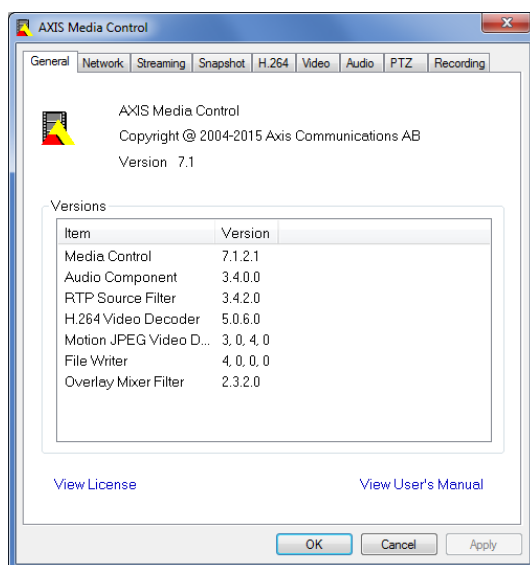 AXIS Media Control
General Network Streaming Snapshot H.264 Video Audio PTZ Recording
AXIS Media Control
Copyright @ 2004-2015 Axis Communications AB
Version 7.1
Versions
Item Version
Media Control 7.1.2.1
Audio Component 3.4.0.0
RTP Source Filter 3.4.2.0
H.264 Video Decoder 5.0.6.0
Motion JPEG Video D... 3, 0, 4, 0
File Writer 4, 0, 0, 0
Overlay Mixer Filter 2.3.2.0
View License View User's Manual
OK Cancel Apply